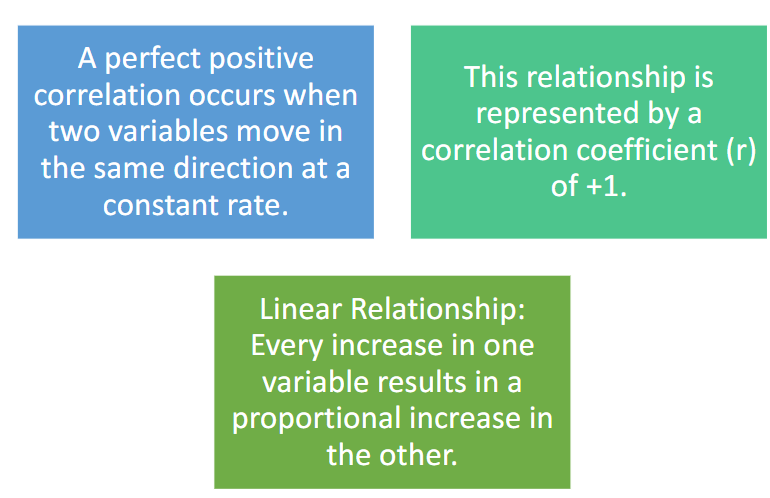 A perfect positive
correlation occurs when
two variables move in
the same direction at a
constant rate.
This relationship is
represented by a
correlation coefficient (r)
of +1.
Linear Relationship:
Every increase in one
variable results in a
proportional increase in
the other.